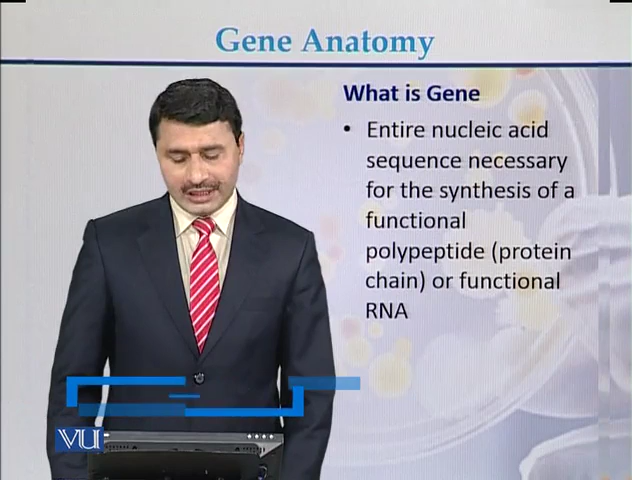 Gene Anatomy
What is Gene
• Entire nucleic acid
sequence necessary
for the synthesis of a
functional
polypeptide (protein
chain) or functional
RNA
VU